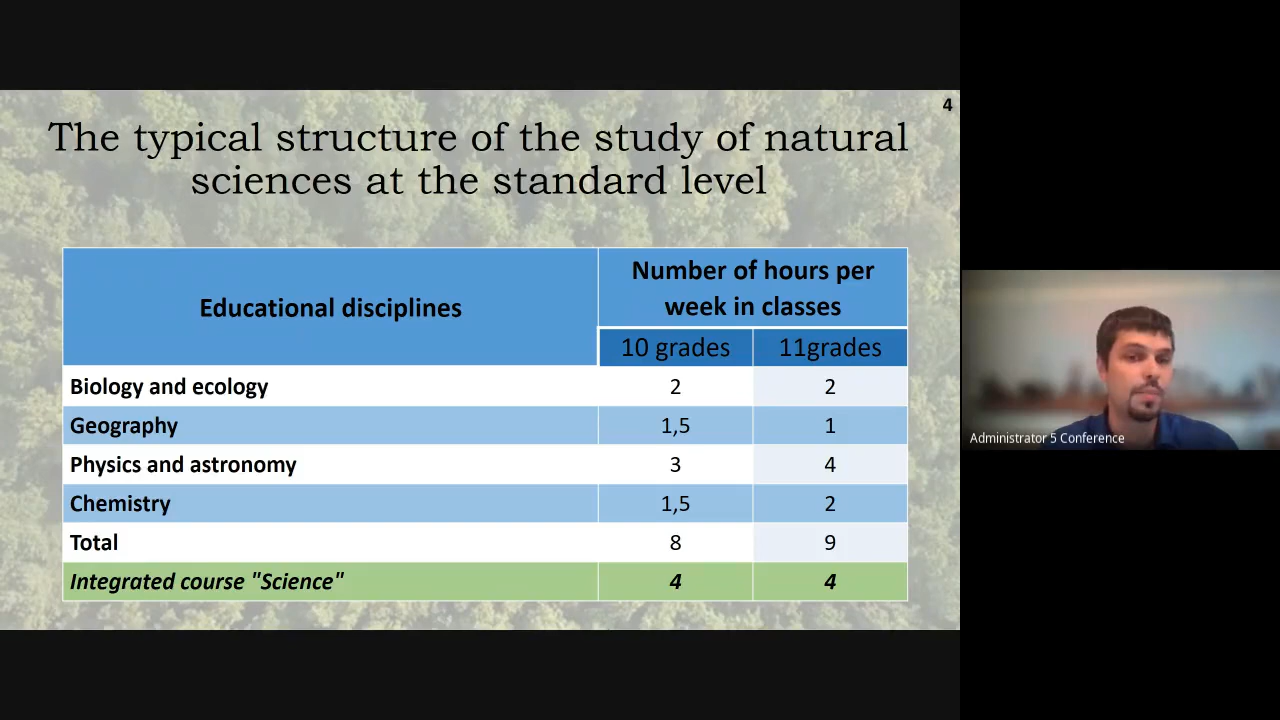 4
The typical structure of the study of natural
sciences at the standard level
Educational disciplines
Number of hours per
week in classes
10 grades 11grades
Biology and ecology 2 2
Geography 1,5 1
Physics and astronomy 3 4
Chemistry 1,5 2
Total 8 9
Integrated course "Science" 4 4
Administrator 5 Conference